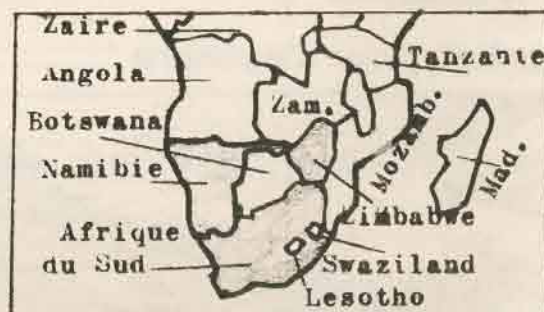 Zaire
Tanzanie
Angola
Zam.
Botswana
Mozamb.
Mad.
Namibie
Zimbabwe
Afrique
du Sud
Swaziland
Lesotho